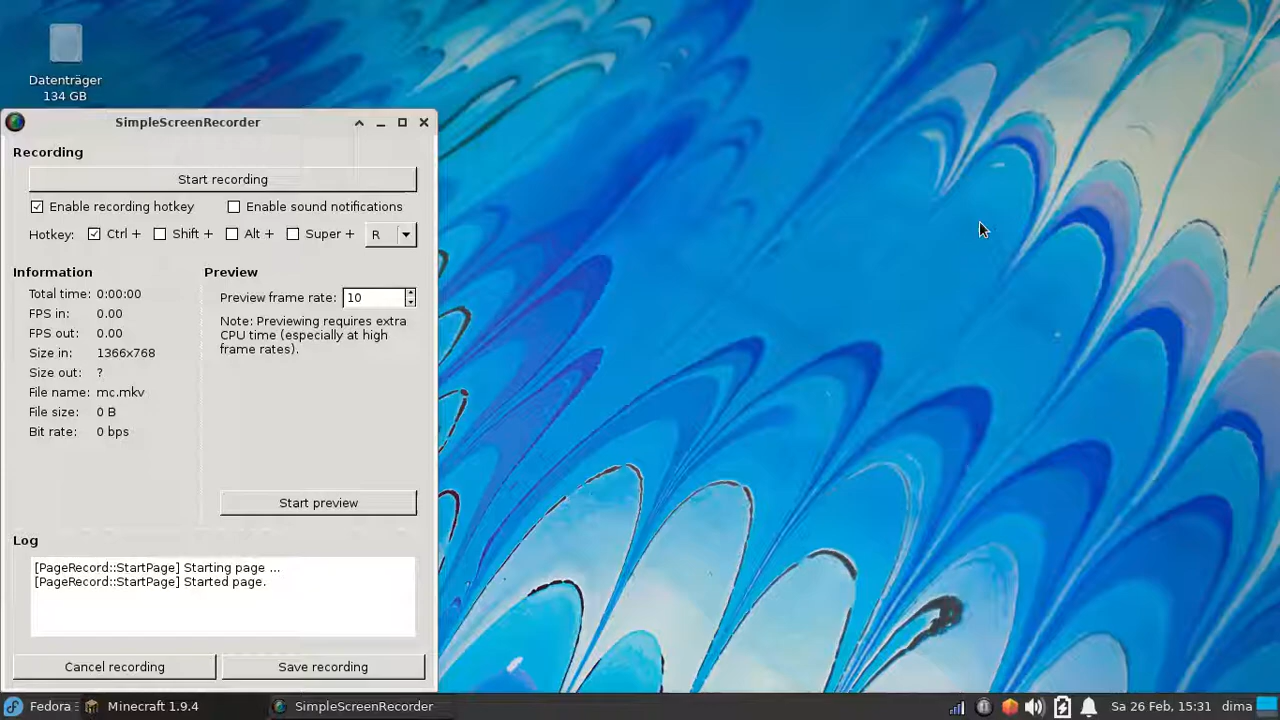 Datenträger
134 GB
SimpleScreenRecorder
Recording
Start recording
Enable recording hotkey Enable sound notifications
Hotkey: Ctrl + Shift + Alt + Super + R
Information
Total time: 0:00:00
FPS in: 0.00
FPS out: 0.00
Size in: 1366x768
Size out: ?
File name: mc.mkv
File size: 0 B
Bit rate: 0 bps
Preview
Preview frame rate: 10
Note: Previewing requires extra
CPU time (especially at high
frame rates).
Start preview
Log
[PageRecord::StartPage] Starting page ...
[PageRecord::StartPage] Started page.
Cancel recording Save recording
Fedora Minecraft 1.9.4 SimpleScreenRecorder Sa 26 Feb, 15:31 dima